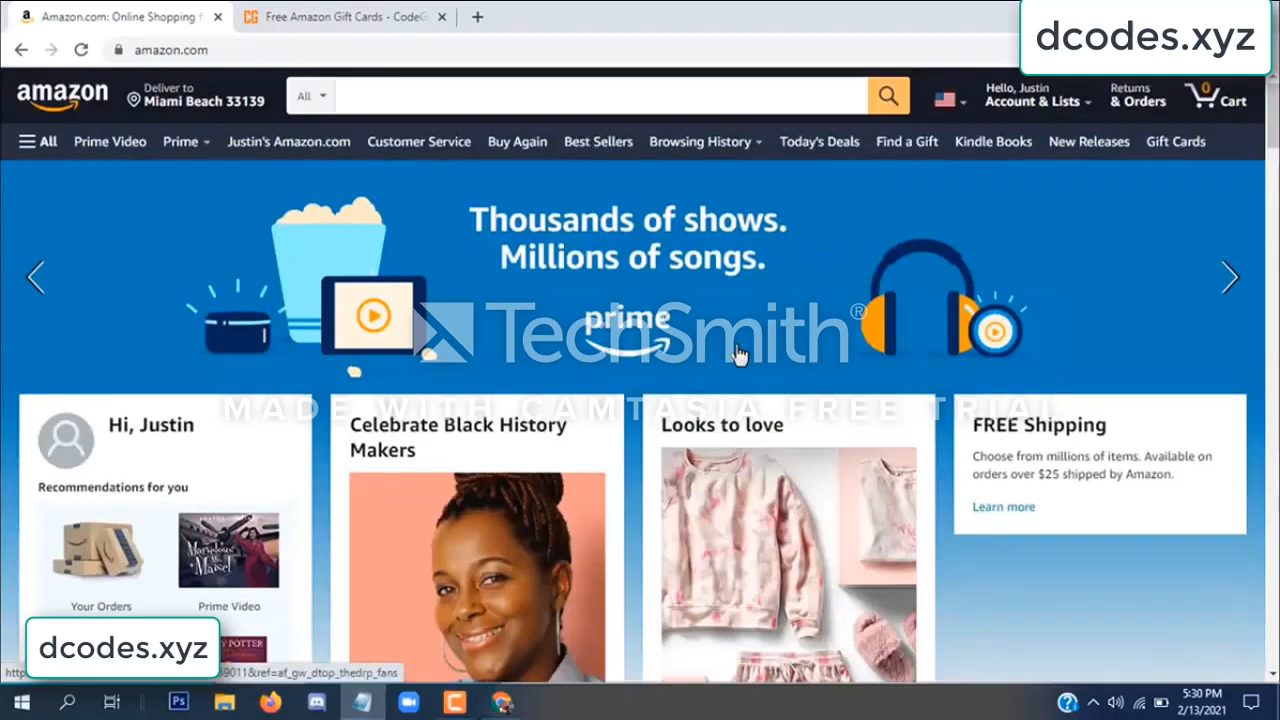 Amazon.com: Online Shopping f
Free Amazon Gift Cards - CodeG
dcodes.xyz
amazon.com
amazon
Deliver to
Miami Beach 33139
All
Hello, Justin
Account & Lists
Returns
& Orders
0
Cart
All
Prime Video
Prime
Justin's Amazon.com
Customer Service
Buy Again
Best Sellers
Browsing History
Today's Deals
Find a Gift
Kindle Books
New Releases
Gift Cards
Thousands of shows.
Millions of songs.
prime
TechSmith®
MADE WITH CAMTASIA FREE TRIAL
Hi, Justin
Recommendations for you
Your Orders
Prime Video
Celebrate Black History
Makers
Looks to love
FREE Shipping
Choose from millions of items. Available on
orders over $25 shipped by Amazon.
Learn more
dcodes.xyz
9011&ref=af_gw_dtop_thedrp_fans
Ps
5:30 PM
2/13/2021